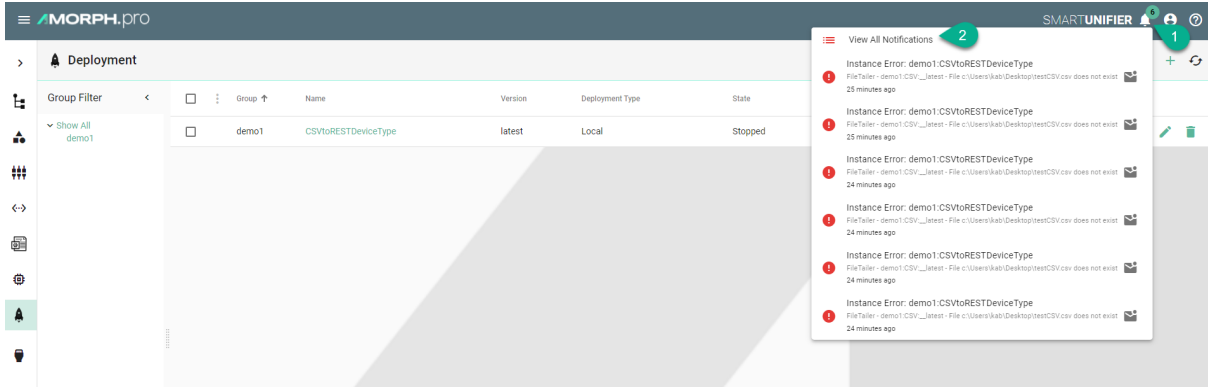 AMORPH.pro
SMARTUNIFIER
6
1
View All Notifications
2
Deployment
Group Filter
Group
Name
Version
Deployment Type
State
Show All
demo1
demo1
CSVtoRESTDeviceType
latest
Local
Stopped
Instance Error: demo1:CSVtoRESTDeviceType
FileTailer - demo1:CSV:__latest - File c:\Users\kab\Desktop\testCSV.csv does not exist
25 minutes ago
Instance Error: demo1:CSVtoRESTDeviceType
FileTailer - demo1:CSV:__latest - File c:\Users\kab\Desktop\testCSV.csv does not exist
25 minutes ago
Instance Error: demo1:CSVtoRESTDeviceType
FileTailer - demo1:CSV:__latest - File c:\Users\kab\Desktop\testCSV.csv does not exist
24 minutes ago
Instance Error: demo1:CSVtoRESTDeviceType
FileTailer - demo1:CSV:__latest - File c:\Users\kab\Desktop\testCSV.csv does not exist
24 minutes ago
Instance Error: demo1:CSVtoRESTDeviceType
FileTailer - demo1:CSV:__latest - File c:\Users\kab\Desktop\testCSV.csv does not exist
24 minutes ago
Instance Error: demo1:CSVtoRESTDeviceType
FileTailer - demo1:CSV:__latest - File c:\Users\kab\Desktop\testCSV.csv does not exist
24 minutes ago